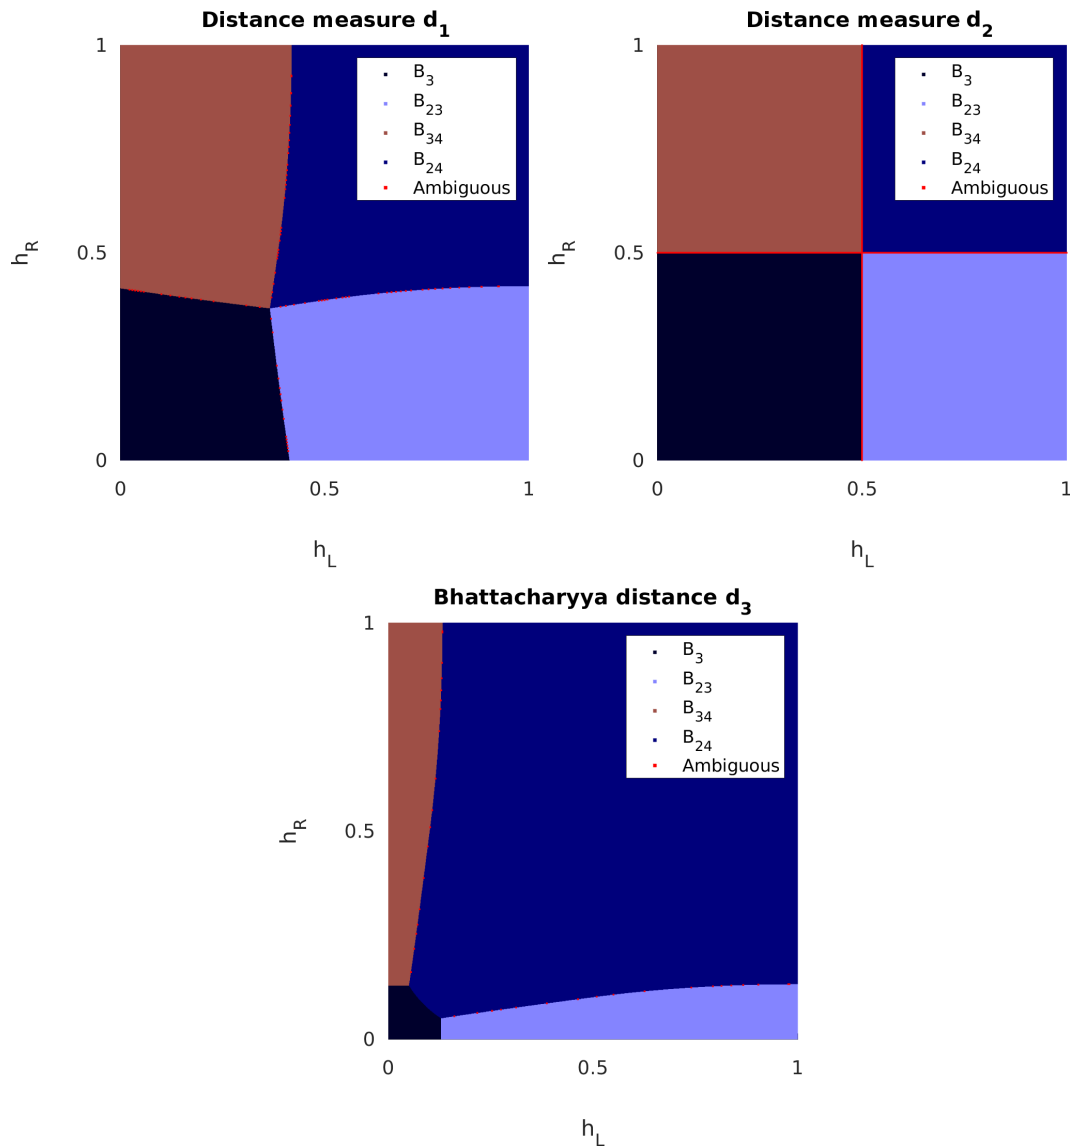 Distance measure d1
1
0.5
0
hR
B3
B23
B34
B24
Ambiguous
0
0.5
1
hL
Distance measure d2
1
0.5
0
hR
B3
B23
B34
B24
Ambiguous
0
0.5
1
hL
Bhattacharyya distance d3
1
0.5
0
hR
B3
B23
B34
B24
Ambiguous
0
0.5
1
hL